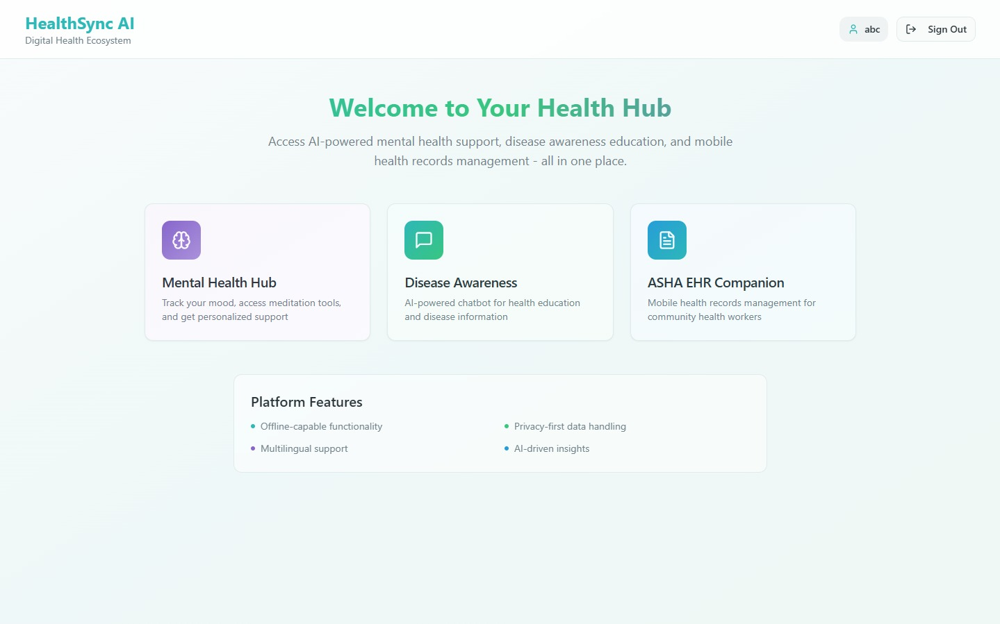 HealthSync AI
Digital Health Ecosystem
abc
Sign Out
Welcome to Your Health Hub
Access AI-powered mental health support, disease awareness education, and mobile
health records management - all in one place.
Mental Health Hub
Track your mood, access meditation tools,
and get personalized support
Disease Awareness
AI-powered chatbot for health education
and disease information
ASHA EHR Companion
Mobile health records management for
community health workers
Platform Features
Offline-capable functionality
Privacy-first data handling
Multilingual support
AI-driven insights